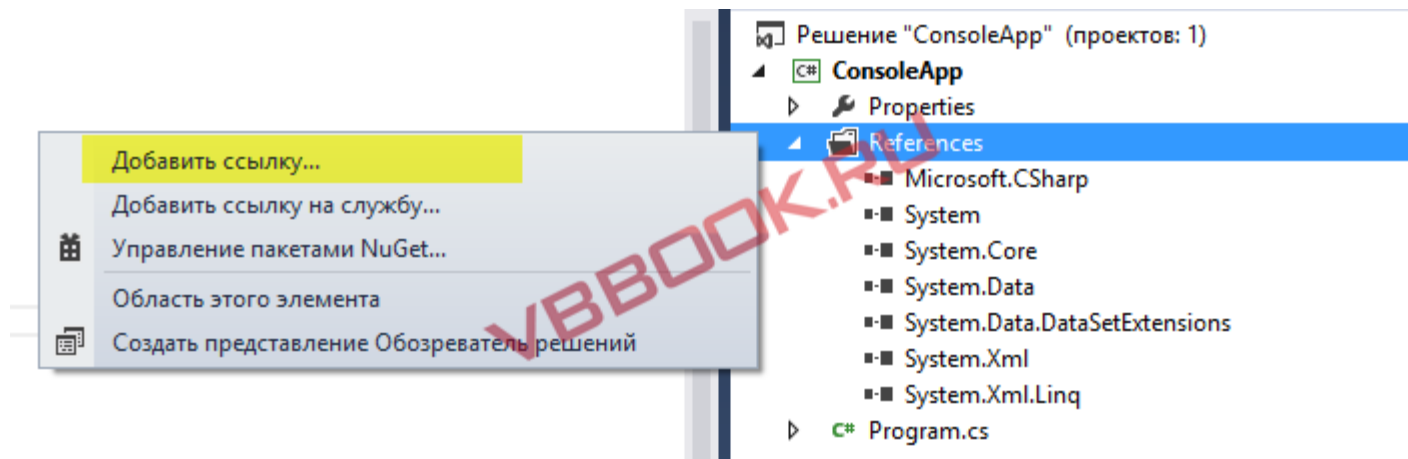 Добавить ссылку...
Добавить ссылку на службу...
Управление пакетами NuGet...
Область этого элемента
Создать представление Обозреватель решений
Решение "ConsoleApp" (проектов: 1)
C# ConsoleApp
Properties
References
Microsoft.CSharp
System
System.Core
System.Data
System.Data.DataSetExtensions
System.Xml
System.Xml.Linq
C# Program.cs
VBBOOK.RU